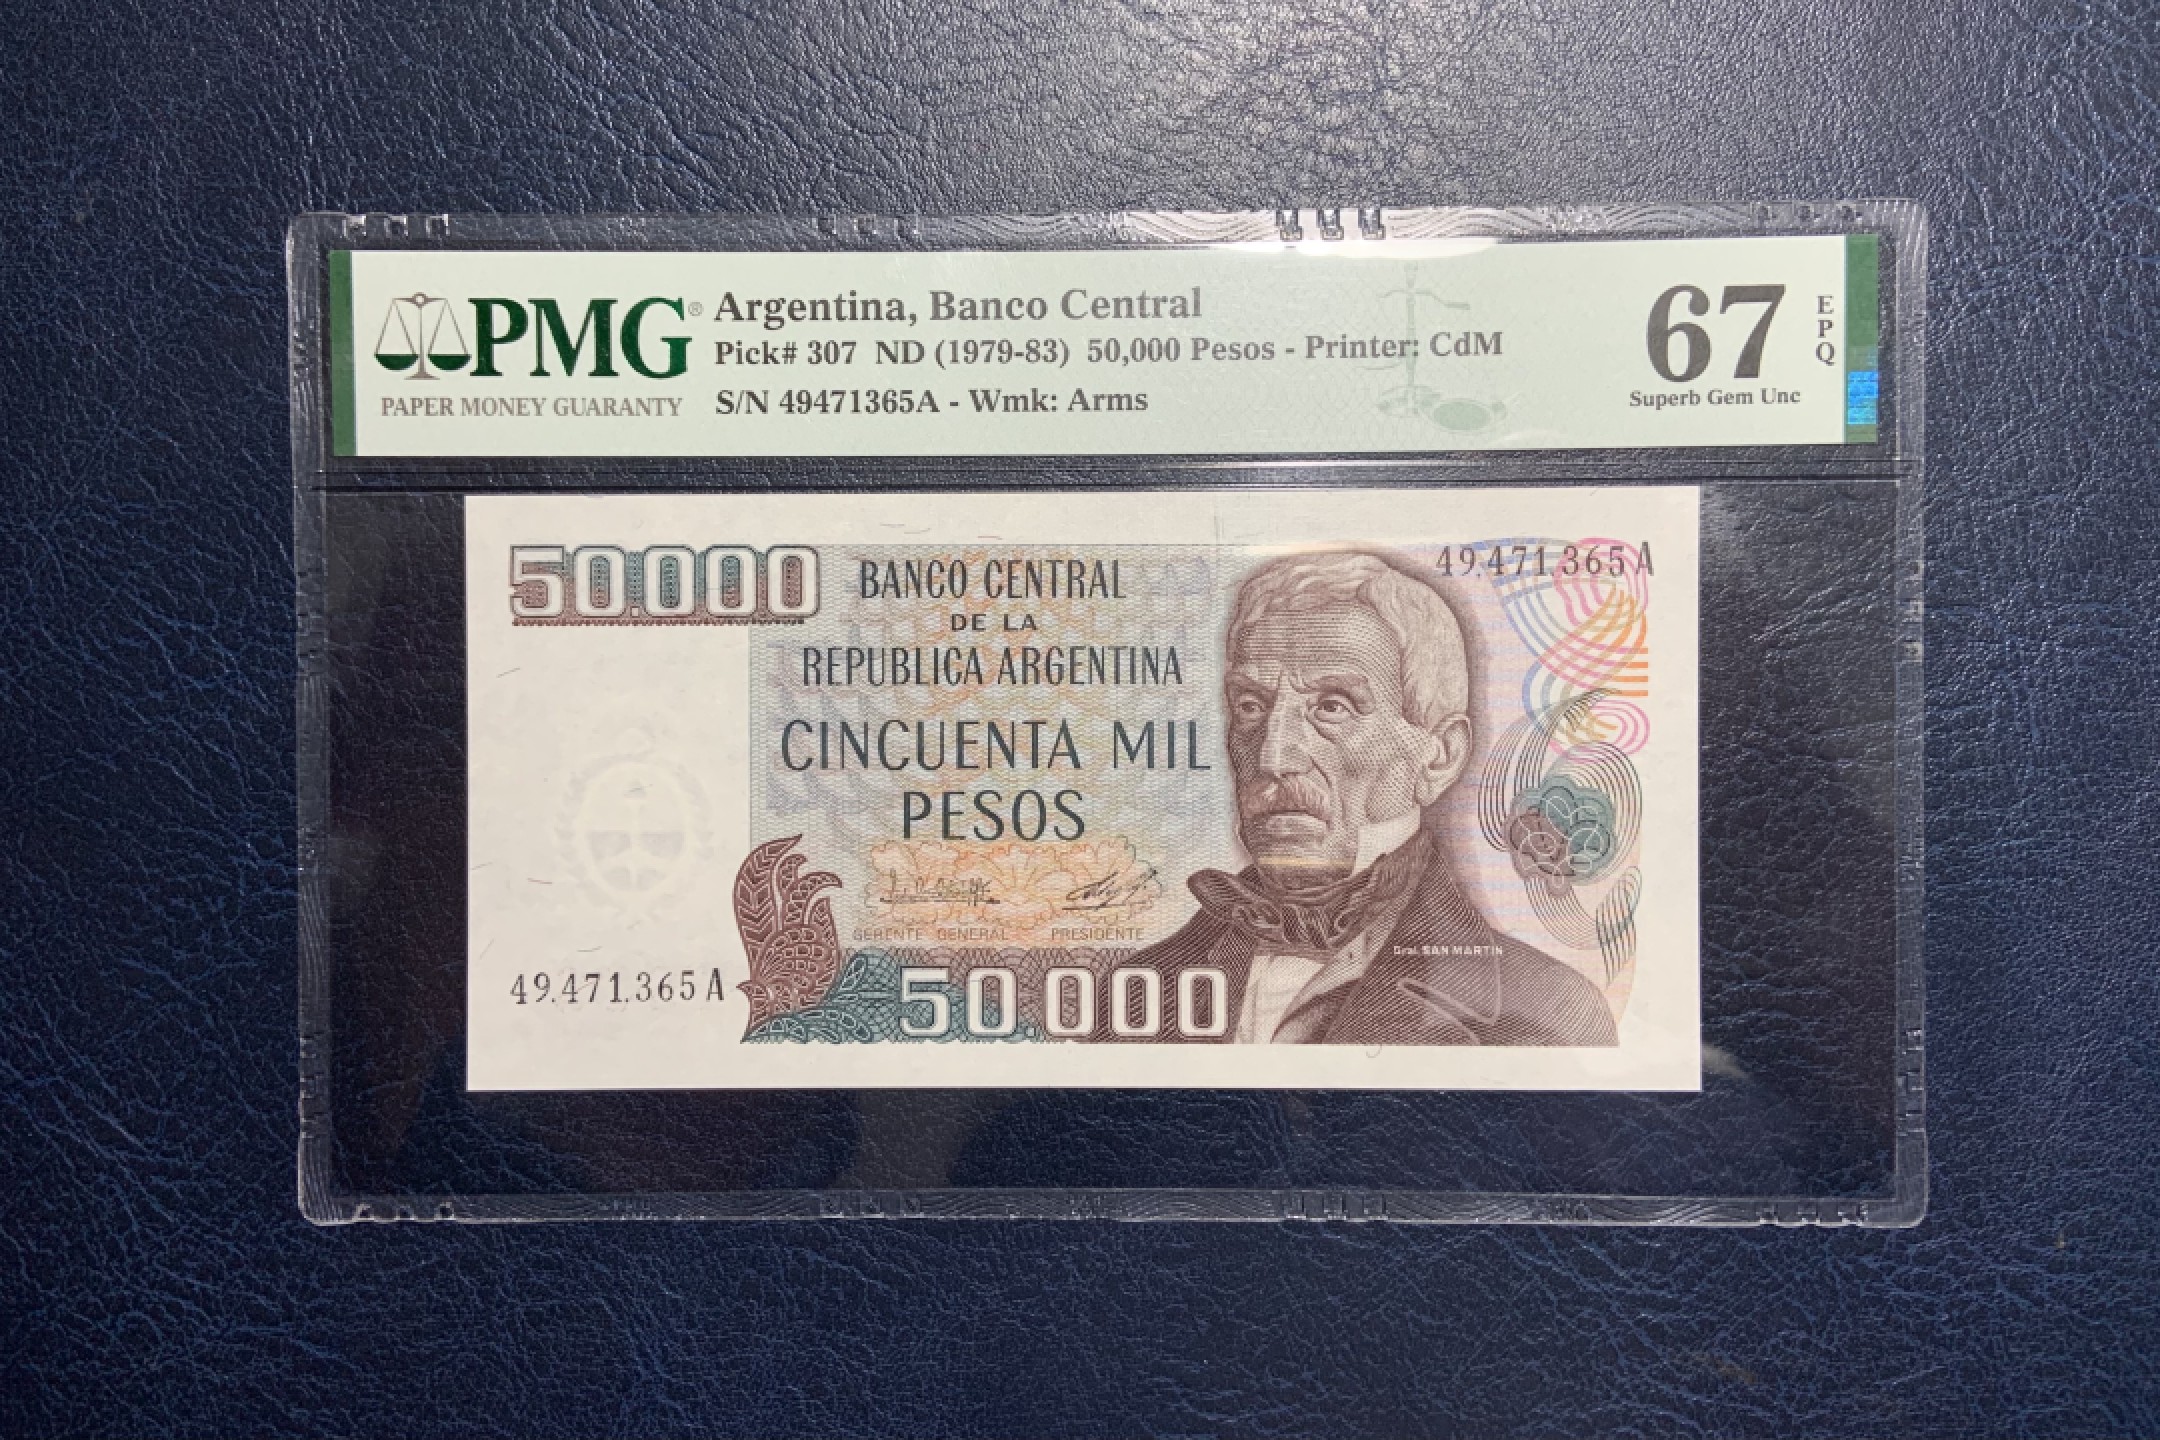 PMG®
PAPER MONEY GUARANTY
Argentina, Banco Central
Pick# 307 ND (1979-83) 50,000 Pesos - Printer: CdM
S/N 49471365A - Wmk: Arms
67
EPQ
Superb Gem Unc
50.000
BANCO CENTRAL
DE LA
REPUBLICA ARGENTINA
CINCUENTA MIL
PESOS
49.471.365 A
GERENTE GENERAL PRESIDENTE
Gral. SAN MARTIN
49.471.365 A
50.000